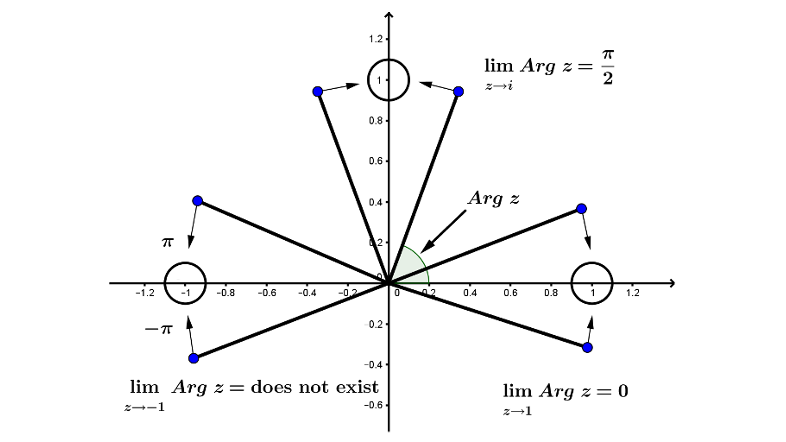 1.2
lim Arg z = π/2
z→i
1
0.8
0.6
Arg z
0.4
π
0.2
0
-1.2 -1 -0.8 -0.6 -0.4 -0.2 0 0.2 0.4 0.6 0.8 1 1.2
−π
-0.2
-0.4
lim Arg z = does not exist
z→−1
lim Arg z = 0
z→1
-0.6